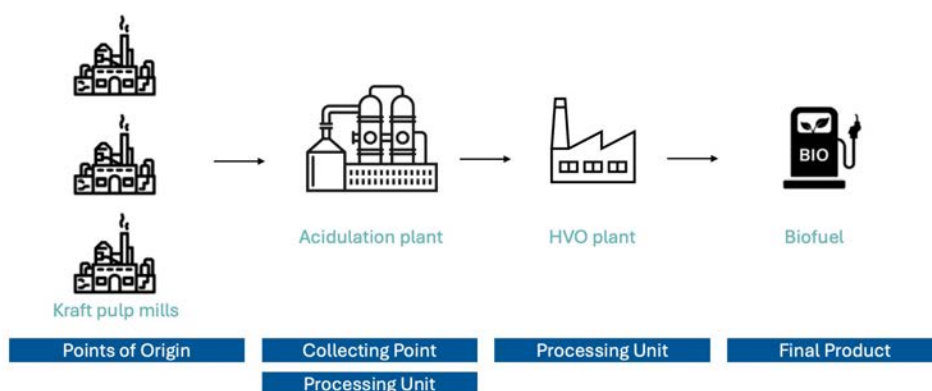 BIO
Acidulation plant
HVO plant
Biofuel
Kraft pulp mills
Points of Origin
Collecting Point
Processing Unit
Final Product
Processing Unit